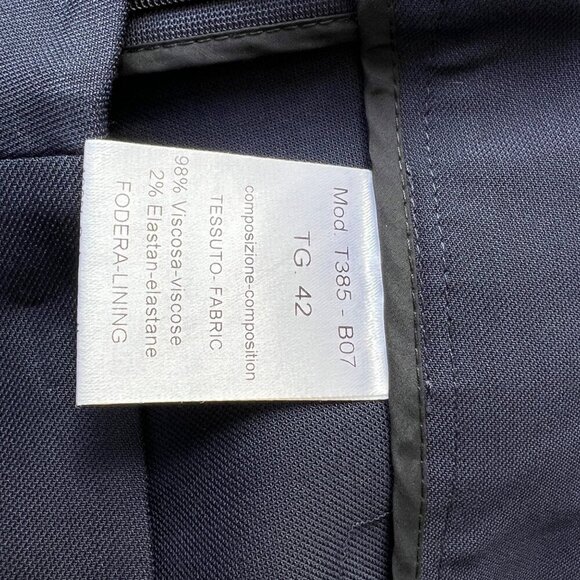 Mod. T385 - B07
TG. 42
composizione-composition
TESSUTO- FABRIC
98% Viscosa-viscose
2% Elastan-elastane
FODERA-LINING